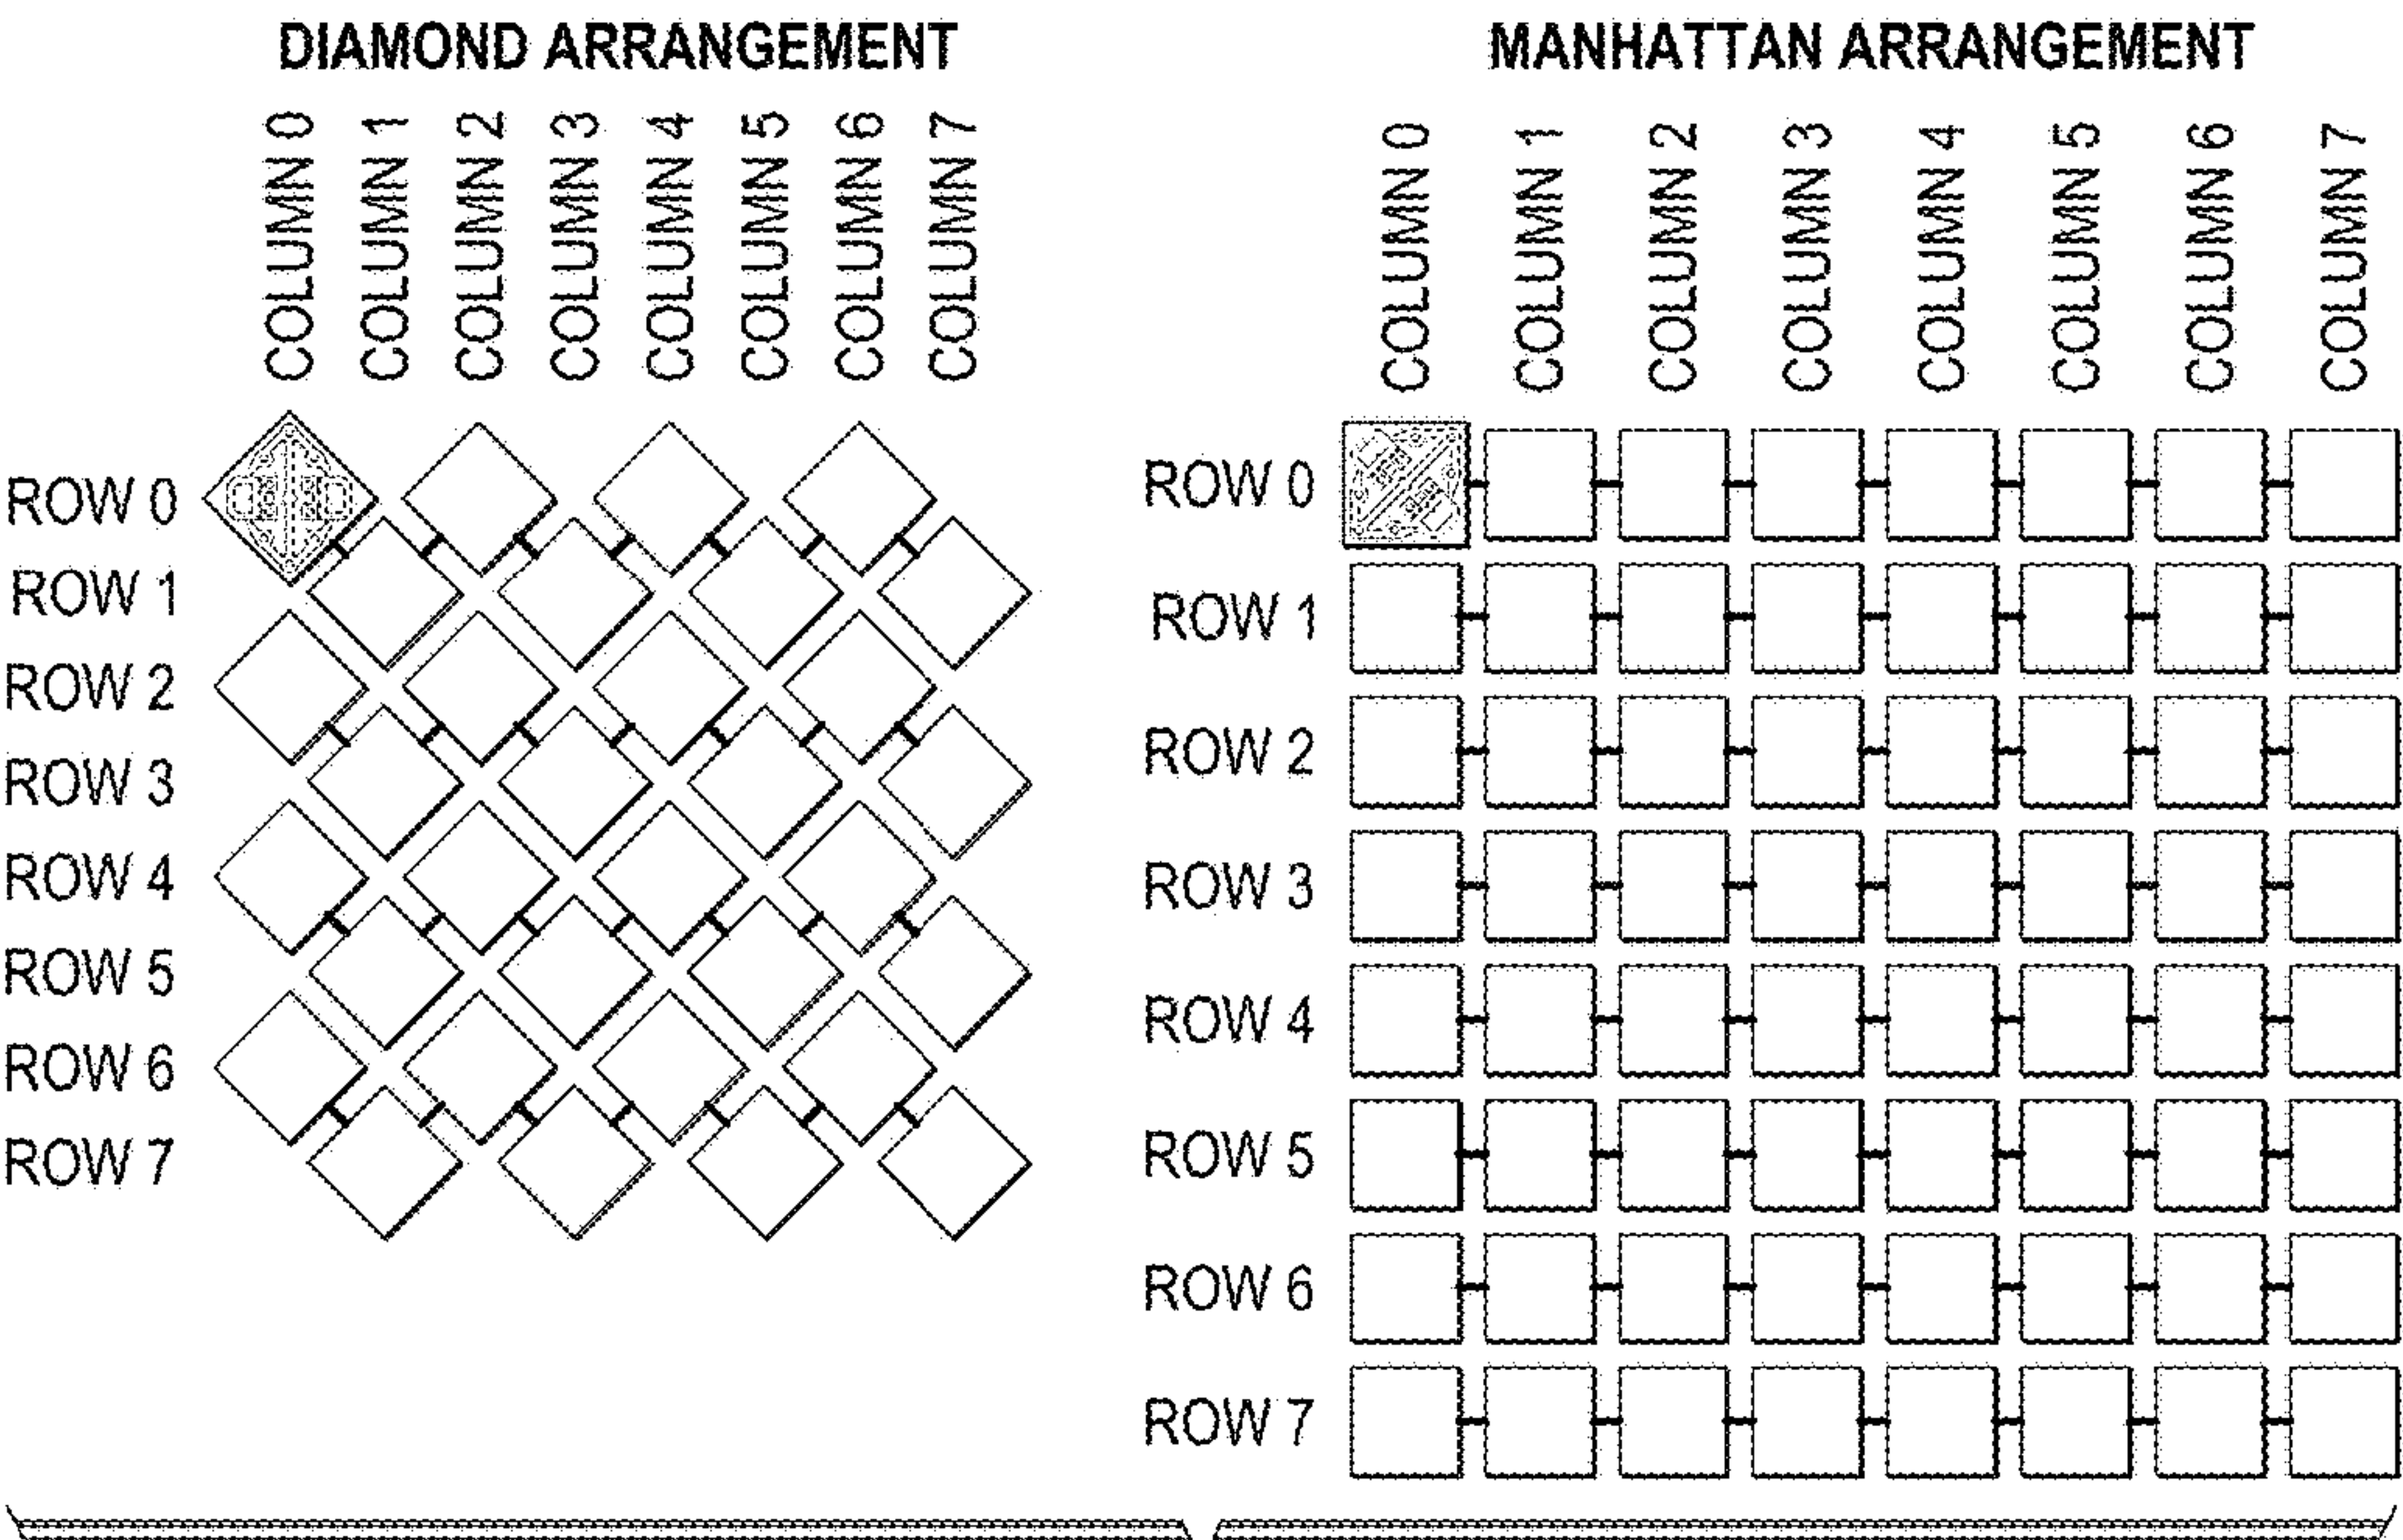 DIAMOND ARRANGEMENT
COLUMN 0
COLUMN 1
COLUMN 2
COLUMN 3
COLUMN 4
COLUMN 5
COLUMN 6
COLUMN 7
ROW 0
ROW 1
ROW 2
ROW 3
ROW 4
ROW 5
ROW 6
ROW 7
MANHATTAN ARRANGEMENT
COLUMN 0
COLUMN 1
COLUMN 2
COLUMN 3
COLUMN 4
COLUMN 5
COLUMN 6
COLUMN 7
ROW 0
ROW 1
ROW 2
ROW 3
ROW 4
ROW 5
ROW 6
ROW 7